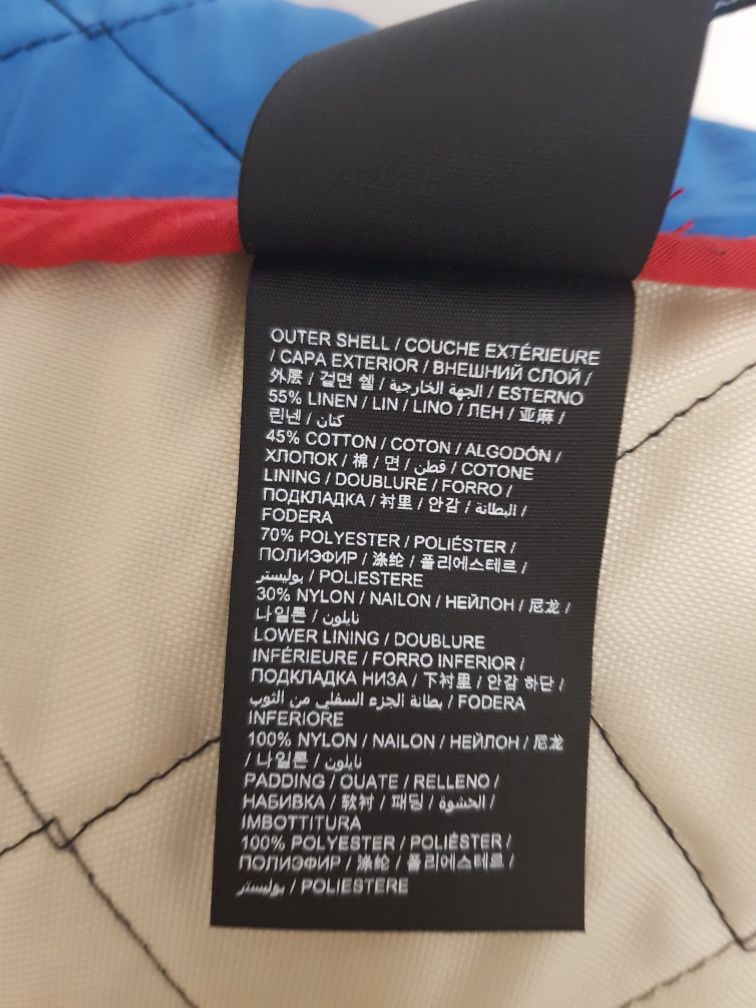 OUTER SHELL / COUCHE EXTÉRIEURE
/ CAPA EXTERIOR / ВНЕШНИЙ СЛОЙ /
外层 / 겉면 쉘 / الجهة الخارجية / ESTERNO
55% LINEN / LIN / LINO / ЛЕН / 亚麻 /
린넨 / كتان
45% COTTON / COTON / ALGODÓN /
ХЛОПОК / 棉 / 면 / قطن / COTONE
LINING / DOUBLURE / FORRO /
ПОДКЛАДКА / 衬里 / 안감 / البطانة /
FODERA
70% POLYESTER / POLIÉSTER /
ПОЛИЭФИР / 涤纶 / 폴리에스테르 /
بوليستر / POLIESTERE
30% NYLON / NAILON / НЕЙЛОН / 尼龙 /
나일론 / نايلون
LOWER LINING / DOUBLURE
INFÉRIEURE / FORRO INFERIOR /
ПОДКЛАДКА НИЗА / 下衬里 / 안감 하단 /
بطانة الجزء السفلي من الثوب / FODERA
INFERIORE
100% NYLON / NAILON / НЕЙЛОН / 尼龙
/ 나일론 / نايلون
PADDING / OUATE / RELLENO /
НАБИВКА / 软衬 / 패딩 / الحشوة /
IMBOTTITURA
100% POLYESTER / POLIÉSTER /
ПОЛИЭФИР / 涤纶 / 폴리에스테르 /
بوليستر / POLIESTERE